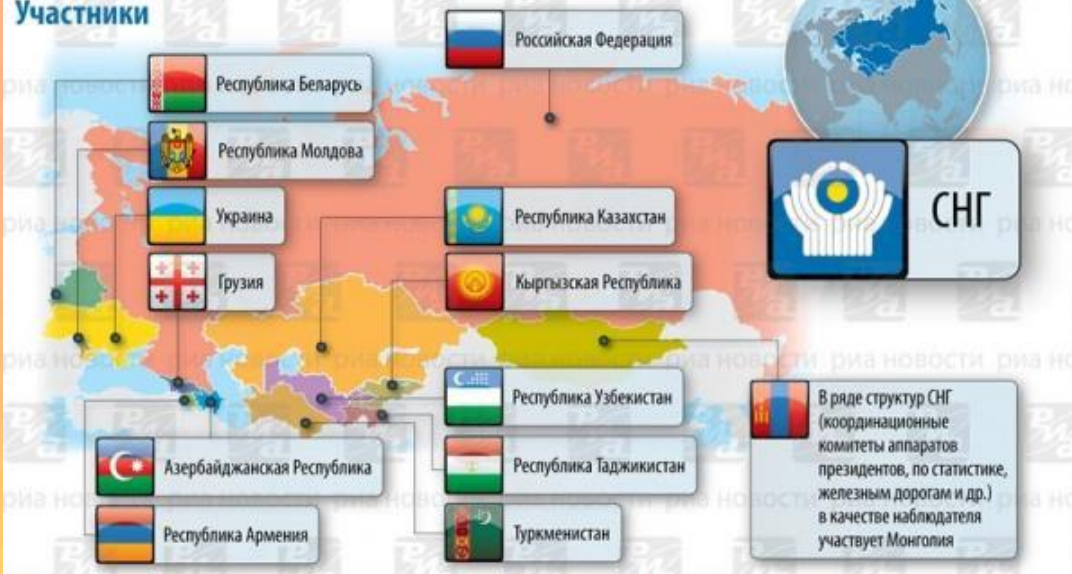 Участники
Российская Федерация
Республика Беларусь
Республика Молдова
Украина
Грузия
Республика Казахстан
Кыргызская Республика
СНГ
Республика Узбекистан
Республика Таджикистан
Туркменистан
Азербайджанская Республика
Республика Армения
В ряде структур СНГ
(координационные
комитеты аппаратов
президентов, по статистике,
железным дорогам и др.)
в качестве наблюдателя
участвует Монголия